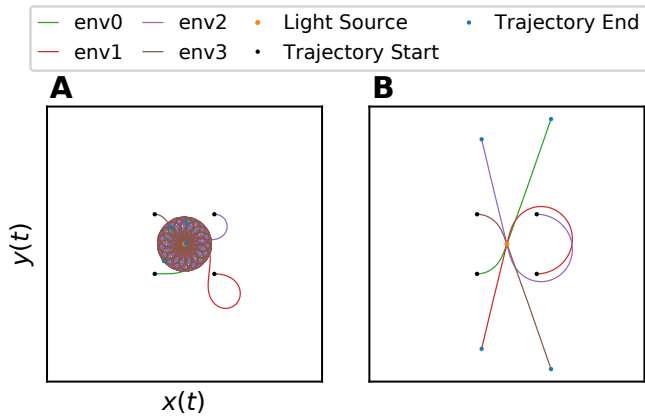 env0 env2 Light Source Trajectory End
env1 env3 Trajectory Start
A B
y(t)
x(t)